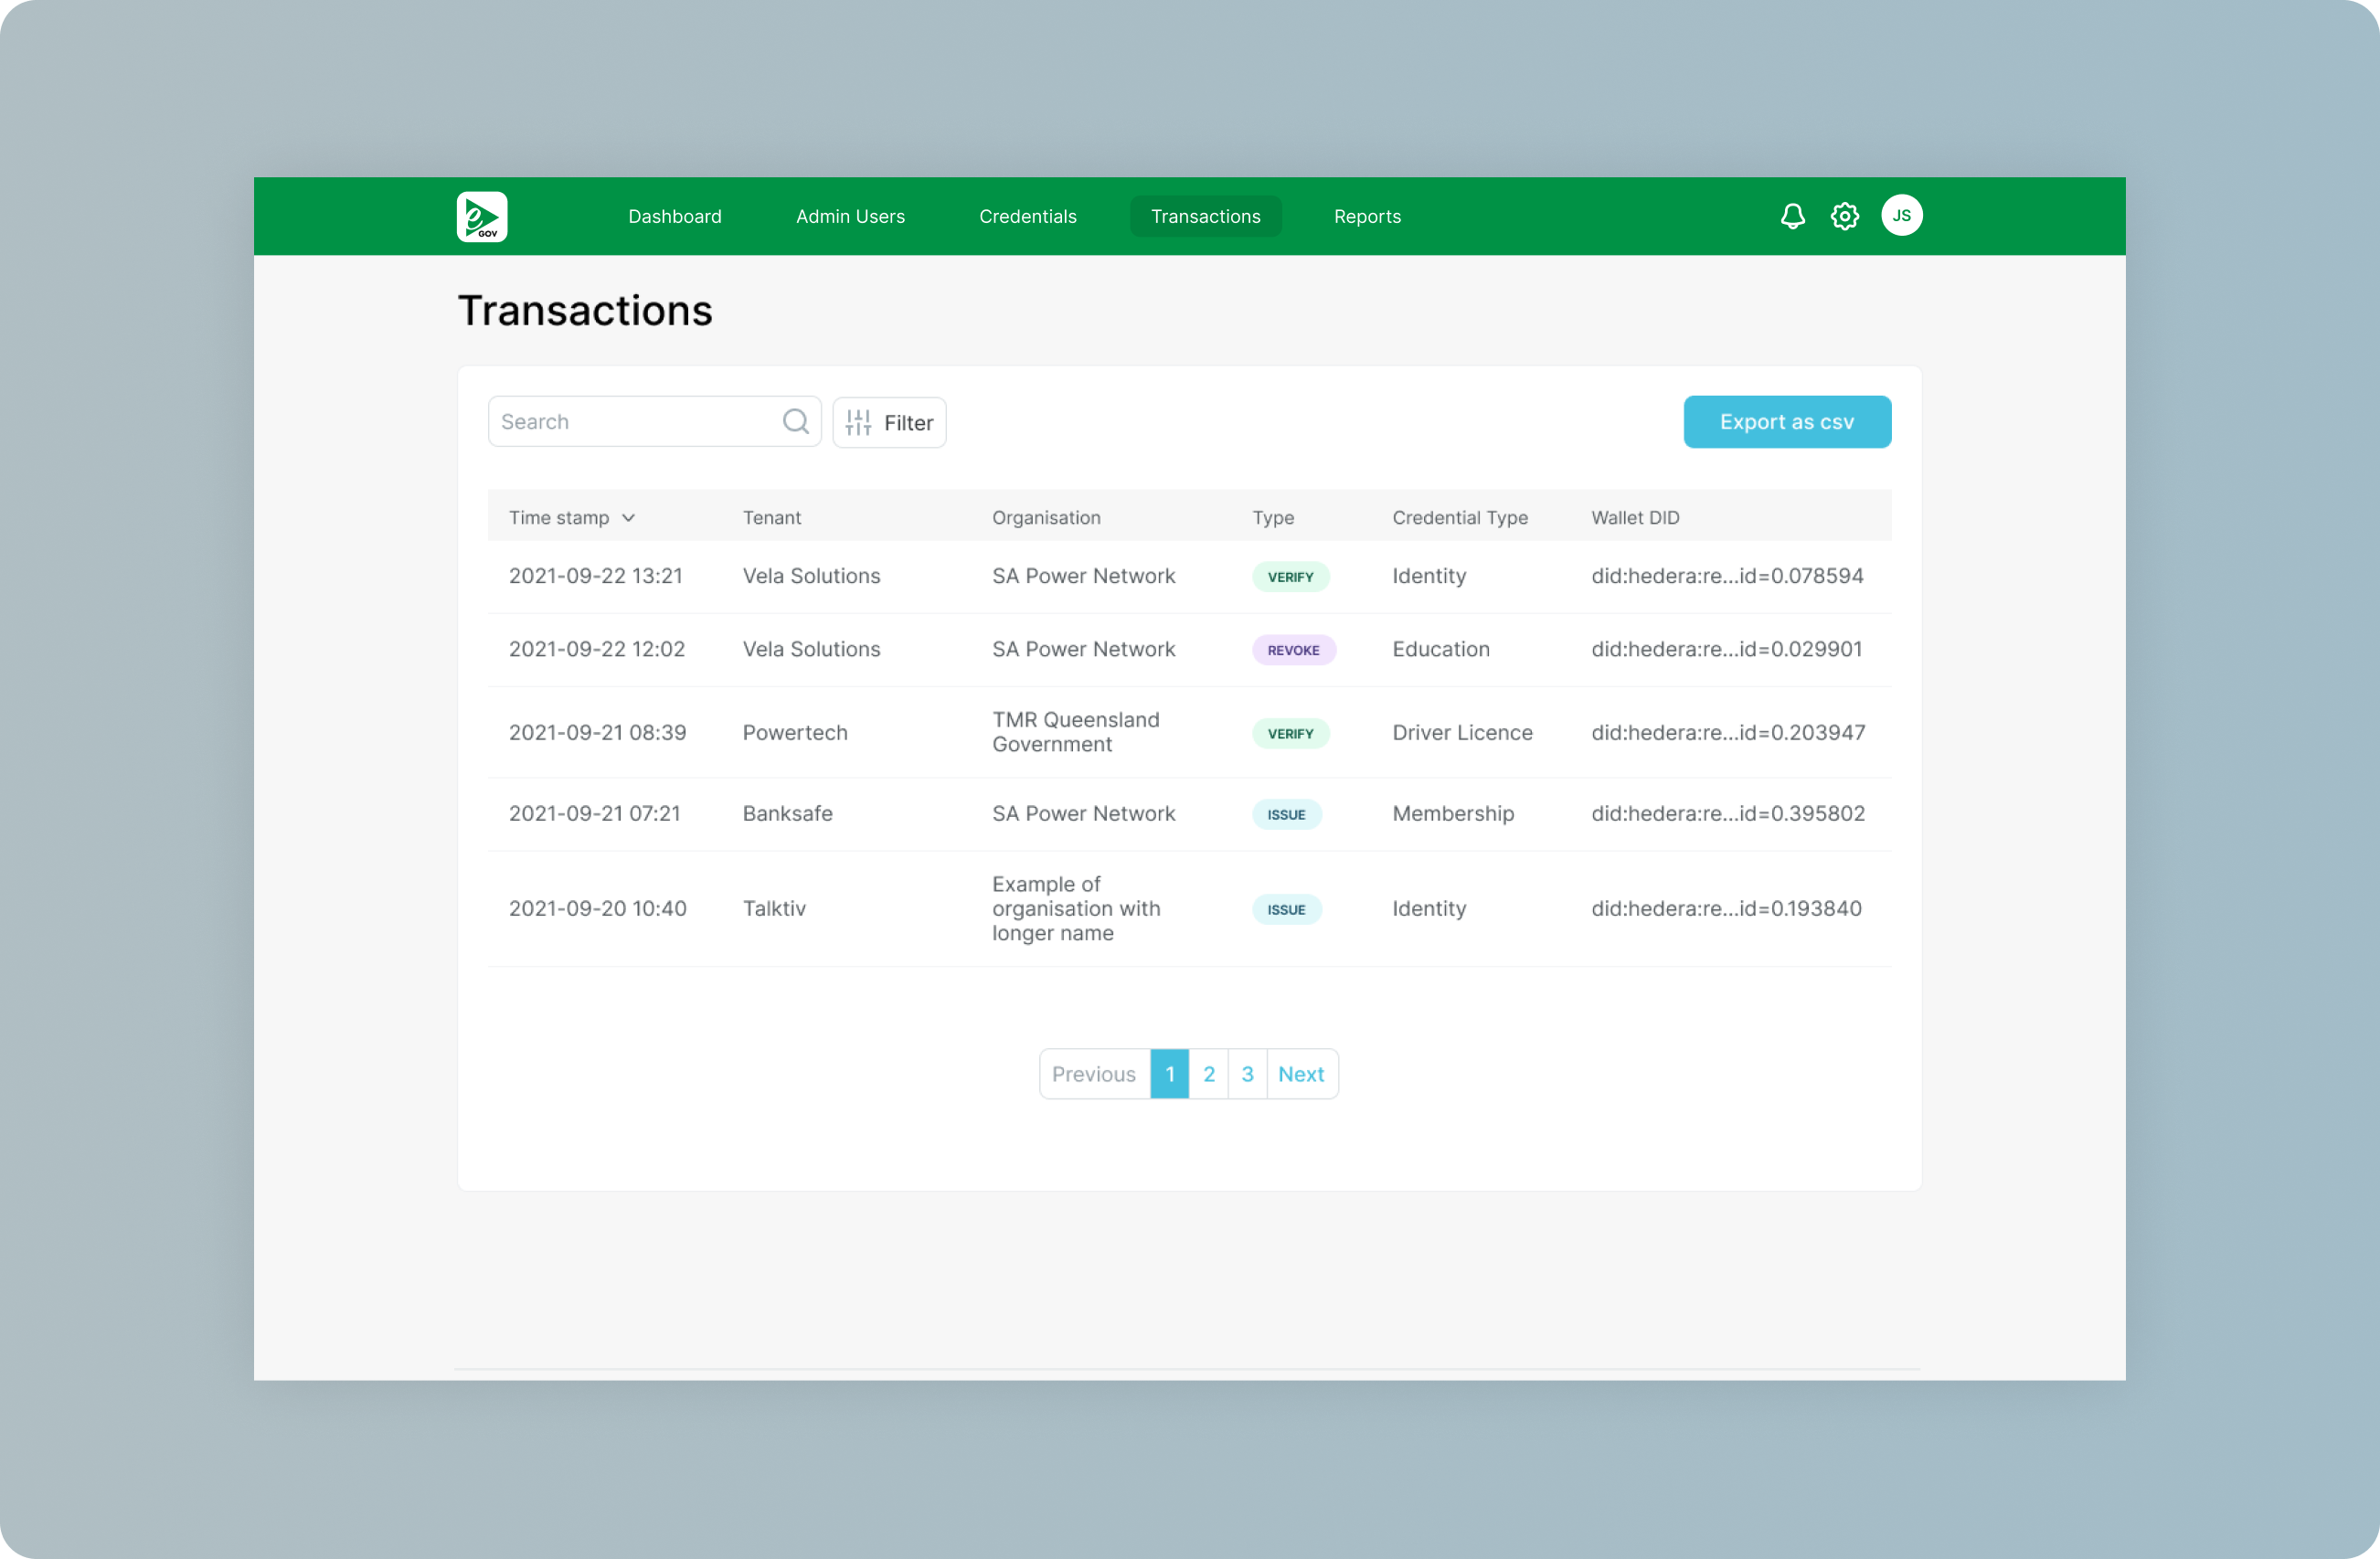 e
GOV
Dashboard
Admin Users
Credentials
Transactions
Reports
JS
Transactions
Search
Filter
Export as csv
Time stamp
Tenant
Organisation
Type
Credential Type
Wallet DID
2021-09-22 13:21
Vela Solutions
SA Power Network
VERIFY
Identity
did:hedera:re...id=0.078594
2021-09-22 12:02
Vela Solutions
SA Power Network
REVOKE
Education
did:hedera:re...id=0.029901
2021-09-21 08:39
Powertech
TMR Queensland
Government
VERIFY
Driver Licence
did:hedera:re...id=0.203947
2021-09-21 07:21
Banksafe
SA Power Network
ISSUE
Membership
did:hedera:re...id=0.395802
2021-09-20 10:40
Talktiv
Example of
organisation with
longer name
ISSUE
Identity
did:hedera:re...id=0.193840
Previous
1
2
3
Next